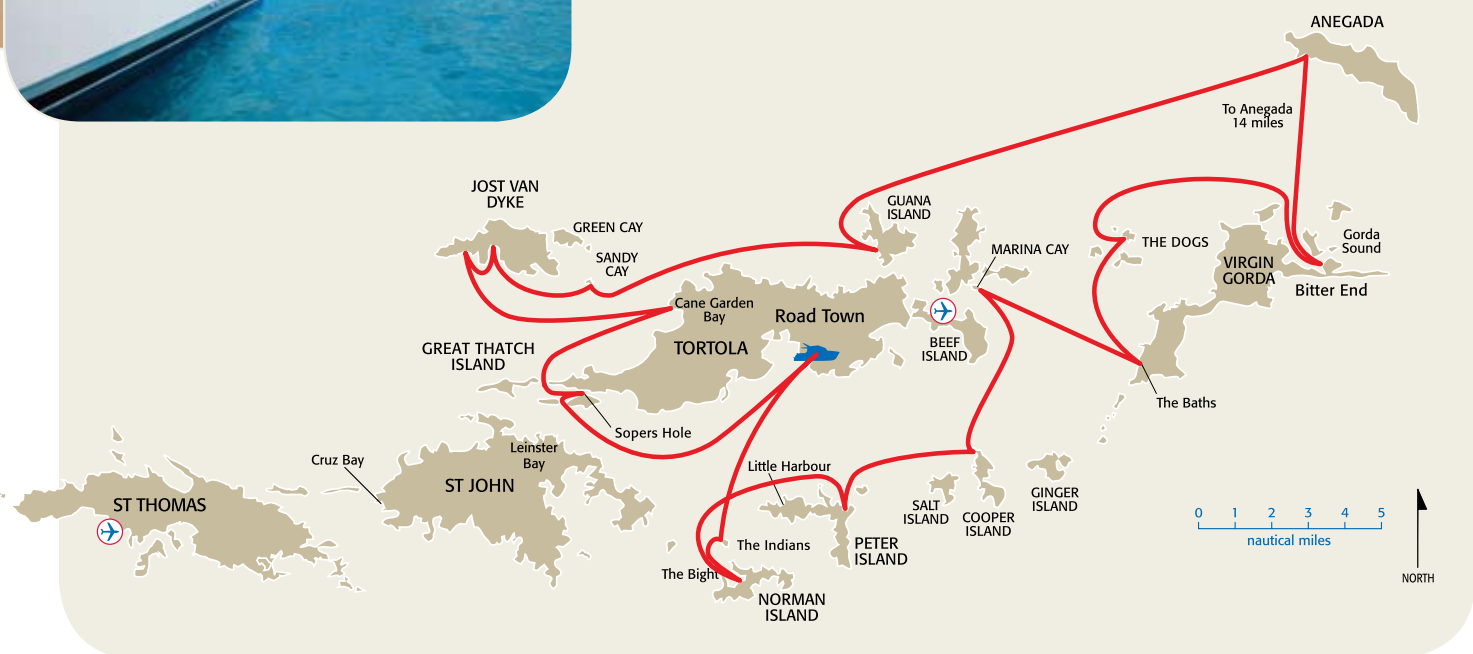 ANEGADA
To Anegada
14 miles
JOST VAN
DYKE
GREEN CAY
SANDY
CAY
GUANA
ISLAND
MARINA CAY
THE DOGS
Gorda
Sound
VIRGIN
GORDA
Bitter End
Cane Garden
Bay
Road Town
TORTOLA
BEEF
ISLAND
GREAT THATCH
ISLAND
The Baths
Sopers Hole
Leinster
Bay
Cruz Bay
ST JOHN
ST THOMAS
Little Harbour
SALT
ISLAND
COOPER
ISLAND
GINGER
ISLAND
The Indians
PETER
ISLAND
The Bight
NORMAN
ISLAND
0 1 2 3 4 5
nautical miles
NORTH